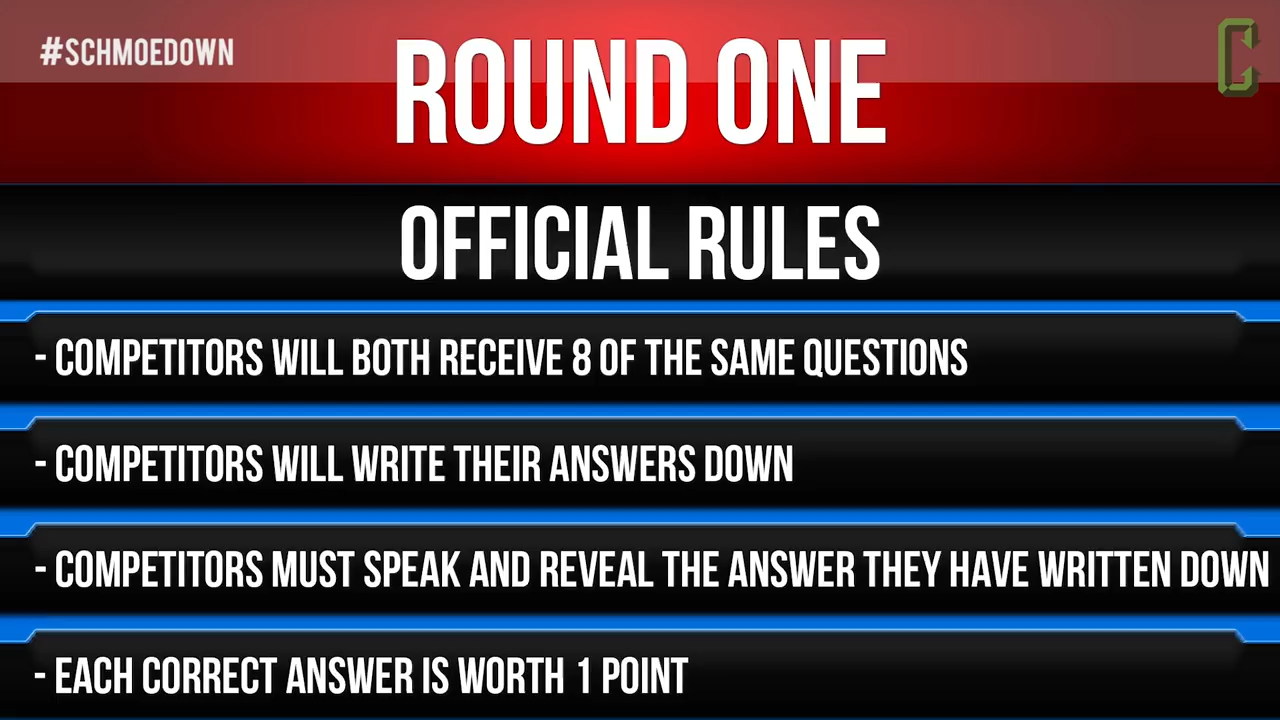 #SCHMOEDOWN
ROUND ONE
OFFICIAL RULES
- COMPETITORS WILL BOTH RECEIVE 8 OF THE SAME QUESTIONS
- COMPETITORS WILL WRITE THEIR ANSWERS DOWN
- COMPETITORS MUST SPEAK AND REVEAL THE ANSWER THEY HAVE WRITTEN DOWN
- EACH CORRECT ANSWER IS WORTH 1 POINT